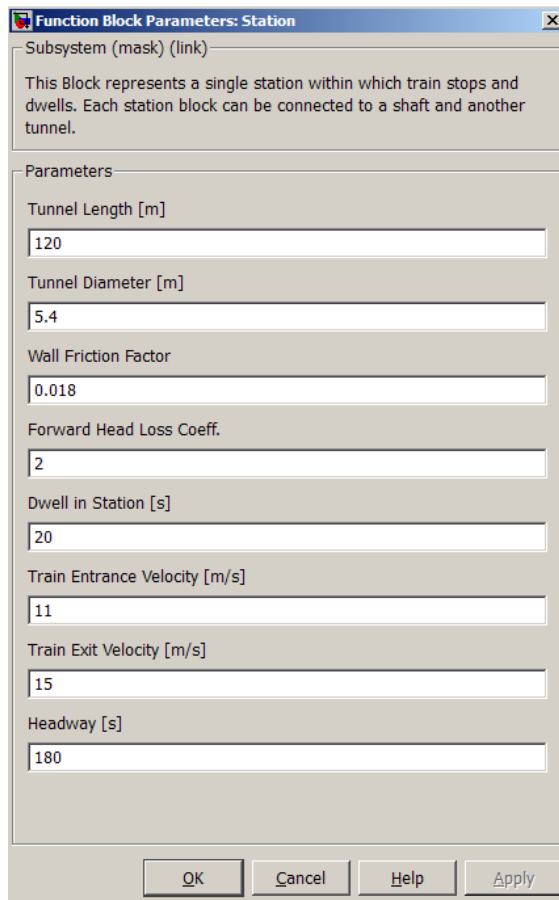 Function Block Parameters: Station
Subsystem (mask) (link)
This Block represents a single station within which train stops and
dwells. Each station block can be connected to a shaft and another
tunnel.
Parameters
Tunnel Length [m]
120
Tunnel Diameter [m]
5.4
Wall Friction Factor
0.018
Forward Head Loss Coeff.
2
Dwell in Station [s]
20
Train Entrance Velocity [m/s]
11
Train Exit Velocity [m/s]
15
Headway [s]
180
OK Cancel Help Apply